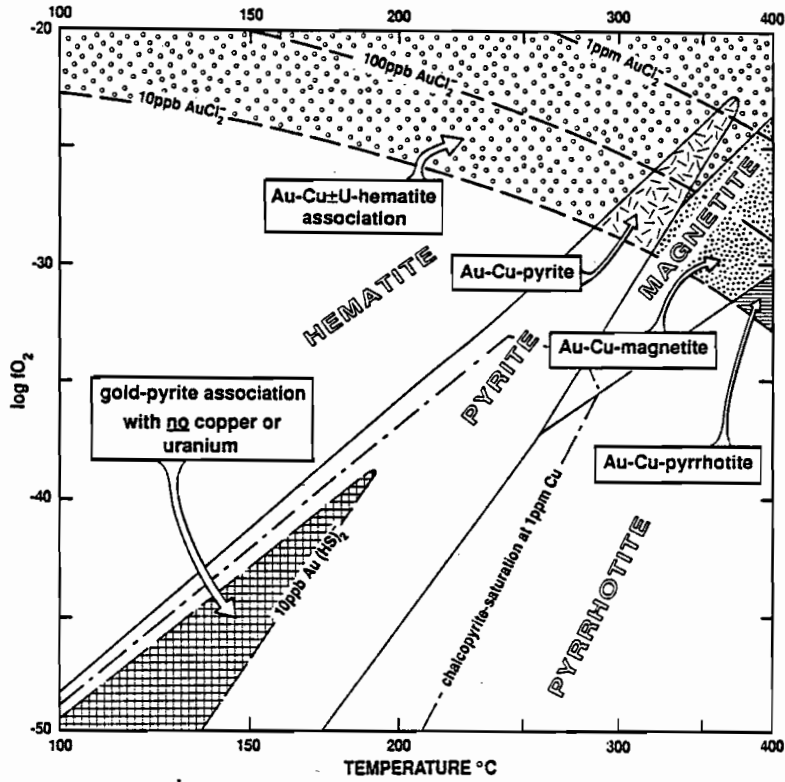 100 150 200 300 400
-20
1ppm AuCl2-
100ppb AuCl2-
10ppb AuCl2-
Au-Cu±U-hematite
association
Au-Cu-pyrite
MAGNETITE
HEMATITE
-30
Au-Cu-magnetite
PYRITE
log fO2
gold-pyrite association
with no copper or
uranium
Au-Cu-pyrrhotite
-40
10ppb Au (HS)2-
chalcopyrite-saturation at 1ppm Cu
PYRRHOTITE
-50
100 150 200 300 400
TEMPERATURE °C